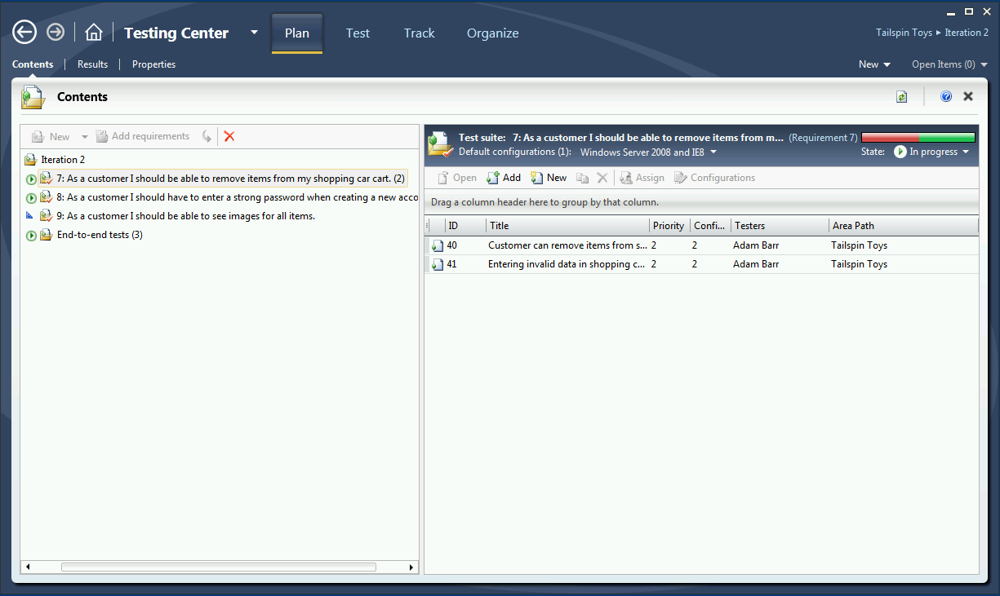 Testing Center Plan Test Track Organize
Tailspin Toys ▸ Iteration 2
Contents Results Properties
New Open Items (0)
Contents
New Add requirements
Iteration 2
7: As a customer I should be able to remove items from my shopping car cart. (2)
8: As a customer I should have to enter a strong password when creating a new acco
9: As a customer I should be able to see images for all items.
End-to-end tests (3)
Test suite: 7: As a customer I should be able to remove items from m... (Requirement 7)
Default configurations (1): Windows Server 2008 and IE8 State: In progress
Open Add New Assign Configurations
Drag a column header here to group by that column.
ID Title Priority Confi... Testers Area Path
40 Customer can remove items from s... 2 2 Adam Barr Tailspin Toys
41 Entering invalid data in shopping c... 2 2 Adam Barr Tailspin Toys